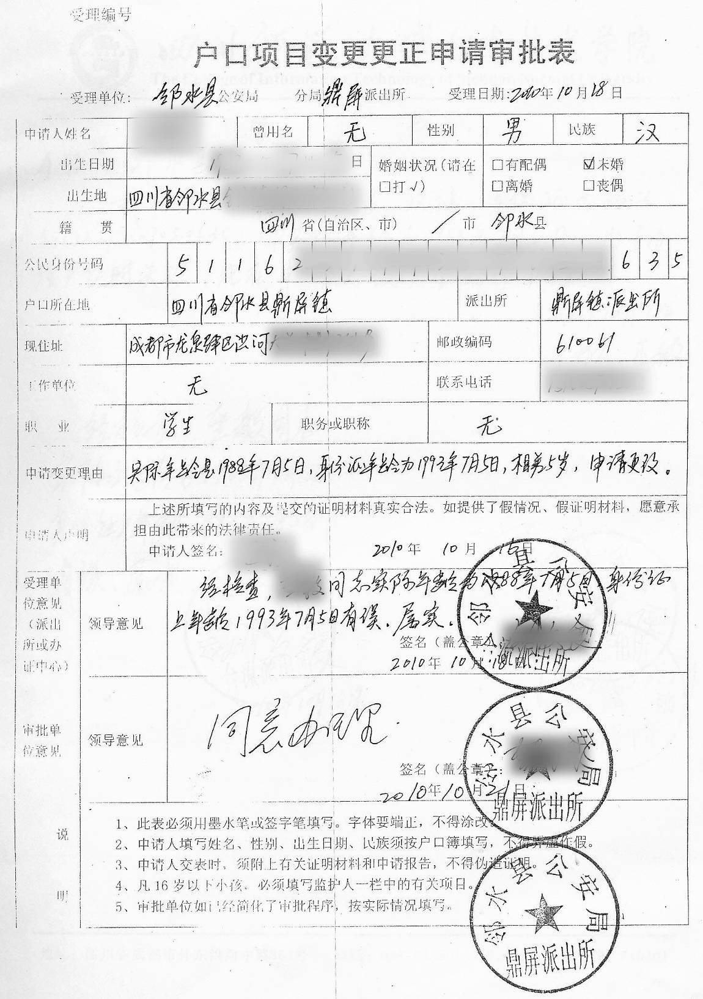 受理编号
户口项目变更更正申请审批表
受理单位: 邻水县公安局 分局鼎屏派出所 受理日期:2010年10月18日
申请人姓名 曾用名 无 性别 男 民族 汉
出生日期 日 婚姻状况(请在□打√) □有配偶 ☑未婚 □离婚 □丧偶
出生地 四川省邻水县
籍 贯 四川省(自治区、市) / 市 邻水县
公民身份号码 5 1 1 6 2 6 3 5
户口所在地 四川省邻水县鼎屏镇 派出所 鼎屏镇派出所
现住址 成都市龙泉驿区洪河 邮政编码 610061
工作单位 无 联系电话
职 业 学生 职务或职称 无
申请变更理由 实际年龄是1988年7月5日,身份证年龄为1993年7月5日,相差5岁,申请更改。
申请人声明 上述所填写的内容及提交的证明材料真实合法。如提供了假情况、假证明材料,愿意承
担由此带来的法律责任。
申请人签名: 2010年 10月 日
受理单位意见(派出所或办证中心) 领导意见
经检查, 同志实际年龄为1988年7月5日,身份证
上年龄1993年7月5日有误。属实。
签名(盖公章)
2010年10月18日
邻水县公安局
鼎屏派出所
审批单位意见 领导意见
同意办理.
签名(盖公章):
2010年10月21日
邻水县公安局
鼎屏派出所
说明
1、此表必须用墨水笔或签字笔填写。字体要端正,不得涂改。
2、申请人填写姓名、性别、出生日期、民族须按户口簿填写,不得弄虚作假。
3、申请人交表时,须附上有关证明材料和申请报告,不得伪造证明。
4、凡16岁以下小孩、必须填写监护人一栏中的有关项目。
5、审批单位如已经简化了审批程序,按实际情况填写。
邻水县公安局
鼎屏派出所